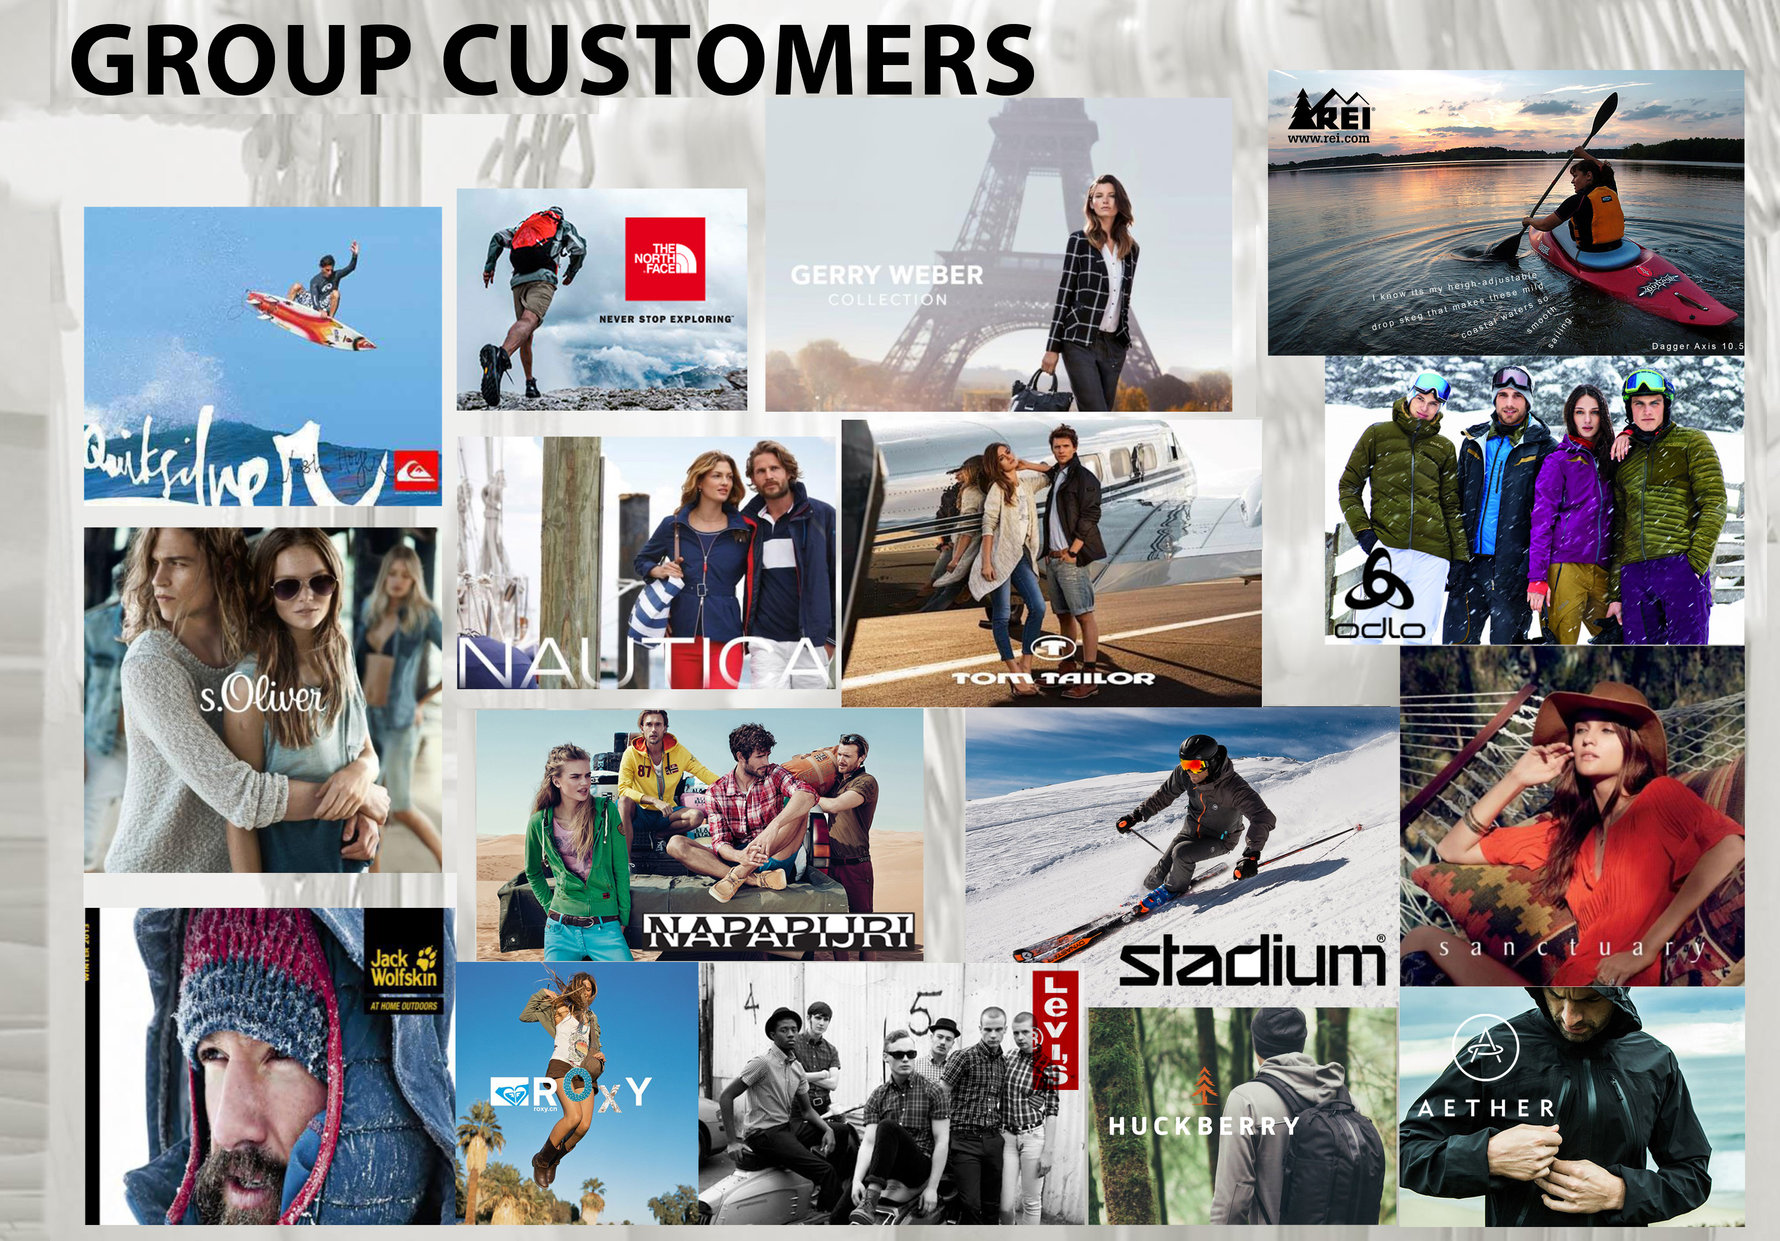 GROUP CUSTOMERS
REI
www.rei.com
I know its my heigh-adjustable
drop skeg that makes these mild
coastal waters so
smooth
sailing.
Dagger Axis 10.5
THE
NORTH
FACE
NEVER STOP EXPLORING™
GERRY WEBER
COLLECTION
Quiksilver
odlo
NAUTICA
TOM TAILOR
s.Oliver
87
NAPAPIJRI
stadium®
sanctuary
WINTER 2013
Jack
Wolfskin
AT HOME OUTDOORS
ROXY
roxy.cn
4
5
Levi's
HUCKBERRY
AETHER